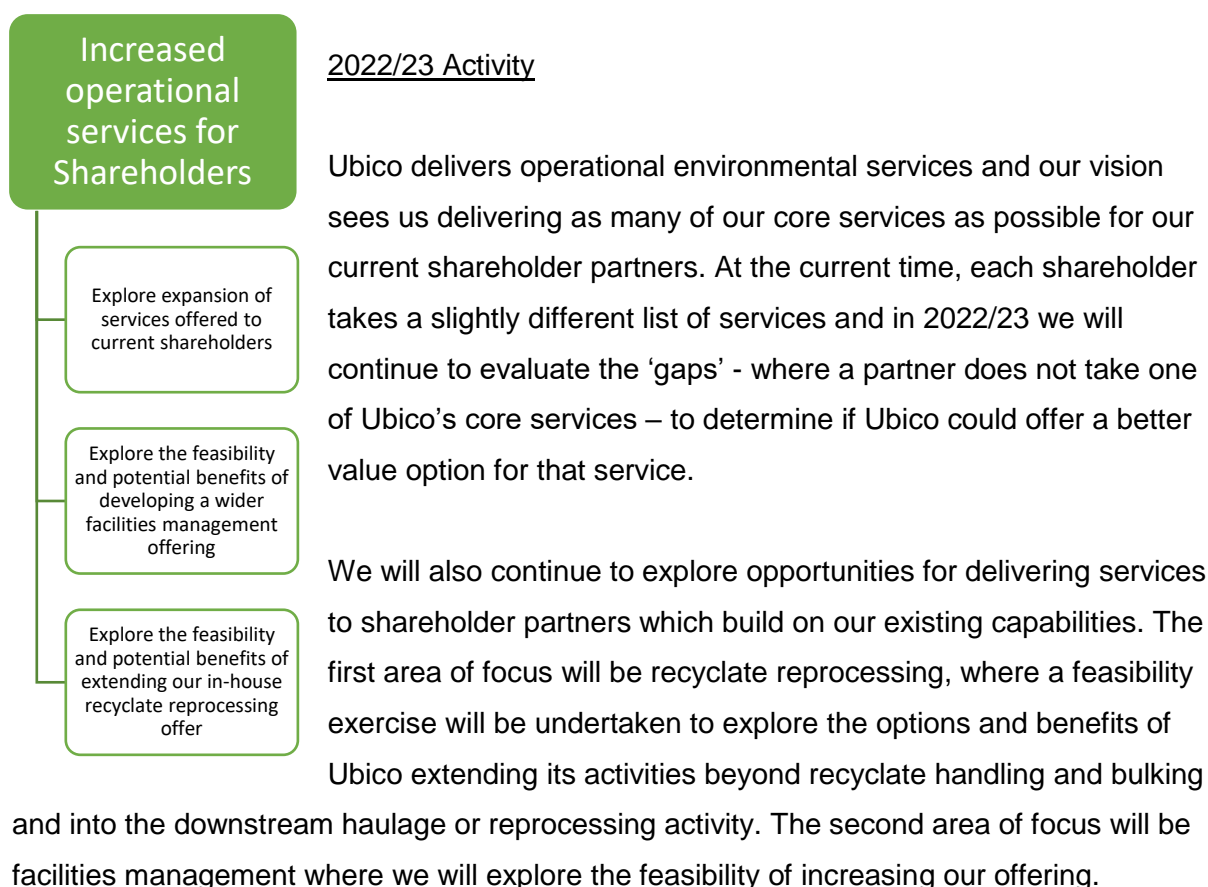 Increased
operational
services for
Shareholders
Explore expansion of
services offered to
current shareholders
Explore the feasibility
and potential benefits of
developing a wider
facilities management
offering
Explore the feasibility
and potential benefits of
extending our in-house
recyclate reprocessing
offer
2022/23 Activity
Ubico delivers operational environmental services and our vision
sees us delivering as many of our core services as possible for our
current shareholder partners. At the current time, each shareholder
takes a slightly different list of services and in 2022/23 we will
continue to evaluate the ‘gaps’ - where a partner does not take one
of Ubico’s core services – to determine if Ubico could offer a better
value option for that service.
We will also continue to explore opportunities for delivering services
to shareholder partners which build on our existing capabilities. The
first area of focus will be recyclate reprocessing, where a feasibility
exercise will be undertaken to explore the options and benefits of
Ubico extending its activities beyond recyclate handling and bulking
and into the downstream haulage or reprocessing activity. The second area of focus will be
facilities management where we will explore the feasibility of increasing our offering.